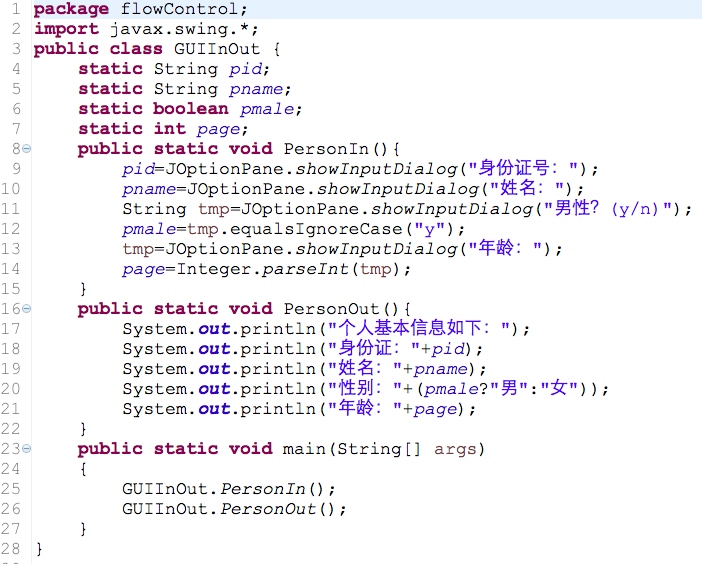 1 package flowControl;
2 import javax.swing.*;
3 public class GUIInOut {
4     static String pid;
5     static String pname;
6     static boolean pmale;
7     static int page;
8     public static void PersonIn(){
9         pid=JOptionPane.showInputDialog("身份证号：");
10         pname=JOptionPane.showInputDialog("姓名：");
11         String tmp=JOptionPane.showInputDialog("男性？(y/n)");
12         pmale=tmp.equalsIgnoreCase("y");
13         tmp=JOptionPane.showInputDialog("年龄：");
14         page=Integer.parseInt(tmp);
15     }
16     public static void PersonOut(){
17         System.out.println("个人基本信息如下：");
18         System.out.println("身份证："+pid);
19         System.out.println("姓名："+pname);
20         System.out.println("性别："+(pmale?"男":"女"));
21         System.out.println("年龄："+page);
22     }
23     public static void main(String[] args)
24     {
25         GUIInOut.PersonIn();
26         GUIInOut.PersonOut();
27     }
28 }